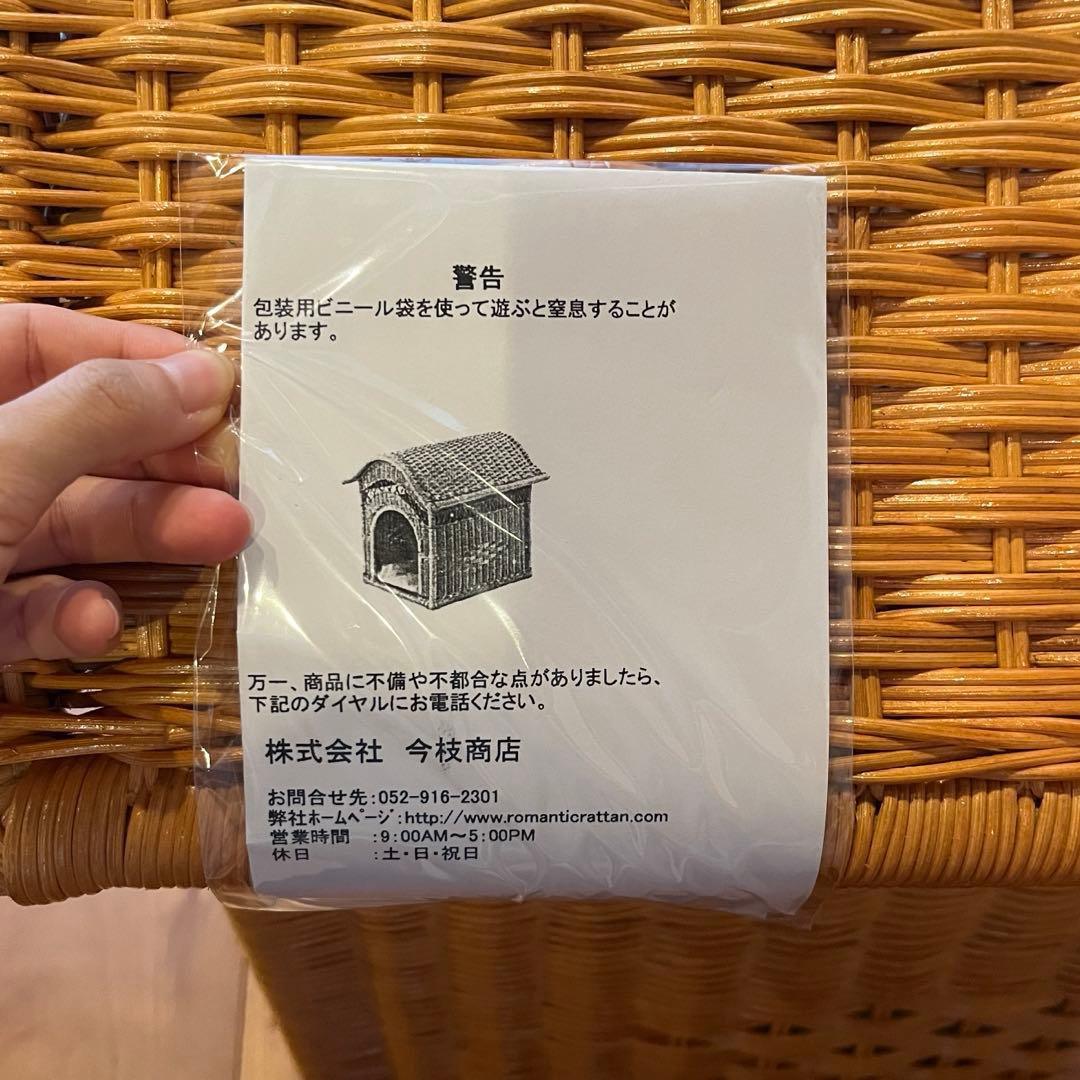 警告
包装用ビニール袋を使って遊ぶと窒息することが
あります。
万一、商品に不備や不都合な点がありましたら、
下記のダイヤルにお電話ください。
株式会社 今枝商店
お問合せ先:052-916-2301
弊社ﾎｰﾑﾍﾟｰｼﾞ:http://www.romanticrattan.com
営業時間 :9:00AM〜5:00PM
休日 :土・日・祝日